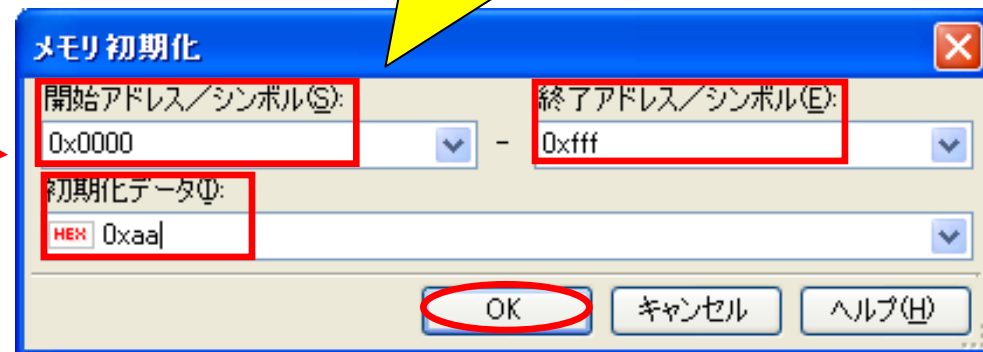 メモリ初期化
開始アドレス／シンボル(S):
終了アドレス／シンボル(E):
0x0000
-
0xfff
初期化データ(I):
HEX 0xaa
OK
キャンセル
ヘルプ(H)